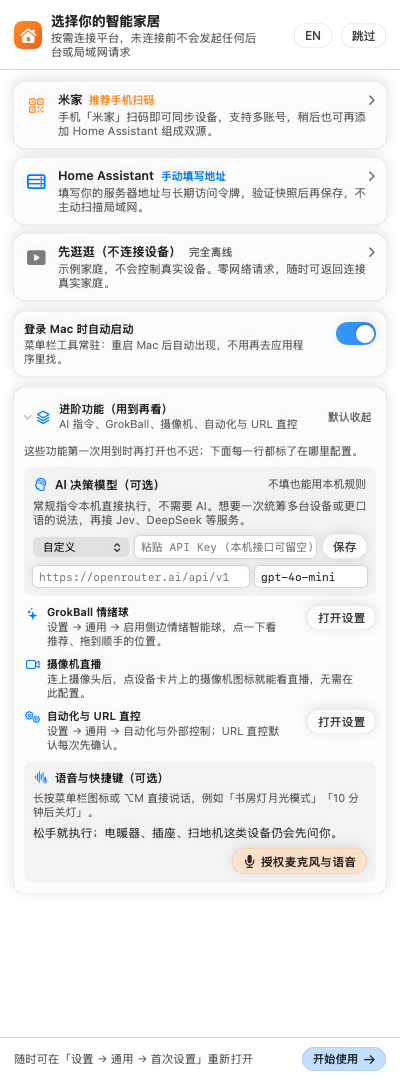 选择你的智能家居
按需连接平台，未连接前不会发起任何后
台或局域网请求
EN
跳过
米家 推荐手机扫码
手机「米家」扫码即可同步设备，支持多账号，稍后也可再添
加 Home Assistant 组成双源。
Home Assistant 手动填写地址
填写你的服务器地址与长期访问令牌，验证快照后再保存，不
主动扫描局域网。
先逛逛（不连接设备） 完全离线
示例家庭，不会控制真实设备。零网络请求，随时可返回连接
真实家庭。
登录 Mac 时自动启动
菜单栏工具常驻：重启 Mac 后自动出现，不用再去应用程
序里找。
进阶功能（用到再看）
AI 指令、GrokBall、摄像机、自动化与 URL 直控
默认收起
这些功能第一次用到时再打开也不迟；下面每一行都标了在哪里配置。
AI 决策模型（可选）
不填也能用本机规则
常规指令本机直接执行，不需要 AI。想要一次统筹多台设备或更口
语的说法，再接 Jev、DeepSeek 等服务。
自定义
粘贴 API Key (本机接口可留空)
保存
https://openrouter.ai/api/v1
gpt-4o-mini
GrokBall 情绪球
设置 → 通用 → 启用侧边情绪智能球，点一下看
推荐、拖到顺手的位置。
打开设置
摄像机直播
连上摄像头后，点设备卡片上的摄像机图标就能看直播，无需在
此配置。
自动化与 URL 直控
设置 → 通用 → 自动化与外部控制；URL 直控默
认每次先确认。
打开设置
语音与快捷键（可选）
长按菜单栏图标或 ⌥M 直接说话，例如「书房灯月光模式」「10 分
钟后关灯」。
松手就执行；电暖器、插座、扫地机这类设备仍会先问你。
授权麦克风与语音
随时可在「设置 → 通用 → 首次设置」重新打开
开始使用 →